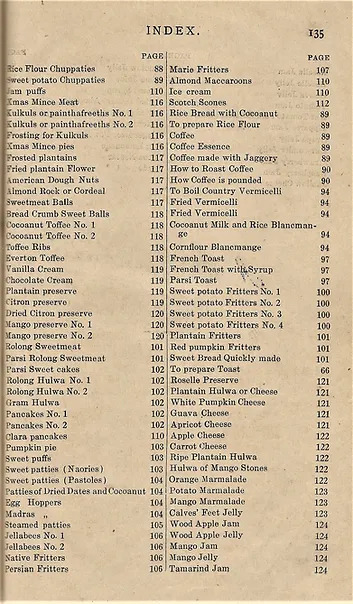 INDEX.
135
PAGE
Rice Flour Chuppaties 88
Sweet potato Chuppaties 89
Jam puffs 110
Xmas Mince Meat 116
Kulkuls or painthafreeths No. 1 116
Kulkuls or painthafreeths No. 2 116
Frosting for Kulkuls 116
Xmas Mince pies 116
Frosted plantains 117
Fried plantain Flower 117
American Dough Nuts 117
Almond Rock or Cordeal 117
Sweetmeat Balls 117
Bread Crumb Sweet Balls 118
Cocoanut Toffee No. 1 118
Cocoanut Toffee No. 2 118
Toffee Ribs 118
Everton Toffee 118
Vanilla Cream 119
Chocolate Cream 119
Plantain preserve 119
Citron preserve 119
Dried Citron preserve 120
Mango preserve No. 1 120
Mango preserve No. 2 120
Rolong Sweetmeat 101
Parsi Rolong Sweetmeat 101
Parsi Sweet cakes 102
Rolong Hulwa No. 1 102
Rolong Hulwa No. 2 102
Gram Hulwa 102
Pancakes No. 1 102
Pancakes No. 2 102
Clara pancakes 110
Pumpkin pie 103
Sweet puffs 103
Sweet patties (Naories) 103
Sweet patties (Pastoles) 104
Patties of Dried Dates and Cocoanut 104
Egg Hoppers 104
Madras „ 104
Steamed patties 105
Jellabees No. 1 106
Jellabees No. 2 106
Native Fritters 106
Persian Fritters 106
PAGE
Marie Fritters 107
Almond Maccaroons 110
Ice cream 110
Scotch Scones 112
Rice Bread with Cocoanut 89
To prepare Rice Flour 89
Coffee 89
Coffee Essence 89
Coffee made with Jaggery 89
How to Roast Coffee 90
How Coffee is pounded 90
To Boil Country Vermicelli 94
Fried Vermicelli 94
Fried Vermicelli 94
Cocoanut Milk and Rice Blancman-
ge 94
Cornflour Blancmange 94
French Toast 97
French Toast with Syrup 97
Parsi Toast 97
Sweet potato Fritters No. 1 100
Sweet potato Fritters No. 2 100
Sweet potato Fritters No. 3 100
Sweet potato Fritters No. 4 100
Plantain Fritters 101
Red pumpkin Fritters 101
Sweet Bread Quickly made 101
To prepare Toast 66
Roselle Preserve 121
Plantain Hulwa or Cheese 121
White Pumpkin Cheese 121
Guava Cheese 121
Apricot Cheese 121
Apple Cheese 122
Carrot Cheese 122
Ripe Plantain Hulwa 122
Hulwa of Mango Stones 122
Orange Marmalade 122
Potato Marmalade 123
Mango Marmalade 123
Calves' Feet Jelly 123
Wood Apple Jam 124
Wood Apple Jelly 124
Mango Jam 124
Mango Jelly 124
Tamarind Jam 124